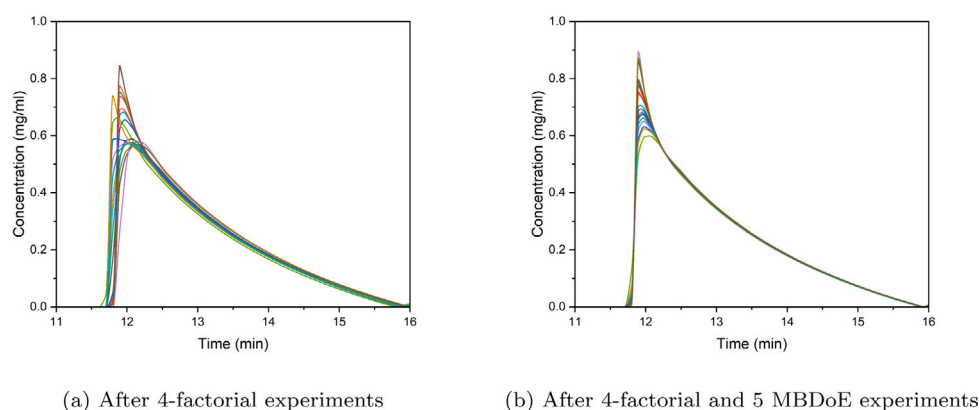 1.0
0.8
0.6
0.4
0.2
0.0
Concentration (mg/ml)
11 12 13 14 15 16
Time (min)
(a) After 4-factorial experiments
1.0
0.8
0.6
0.4
0.2
0.0
Concentration (mg/ml)
11 12 13 14 15 16
Time (min)
(b) After 4-factorial and 5 MBDoE experiments